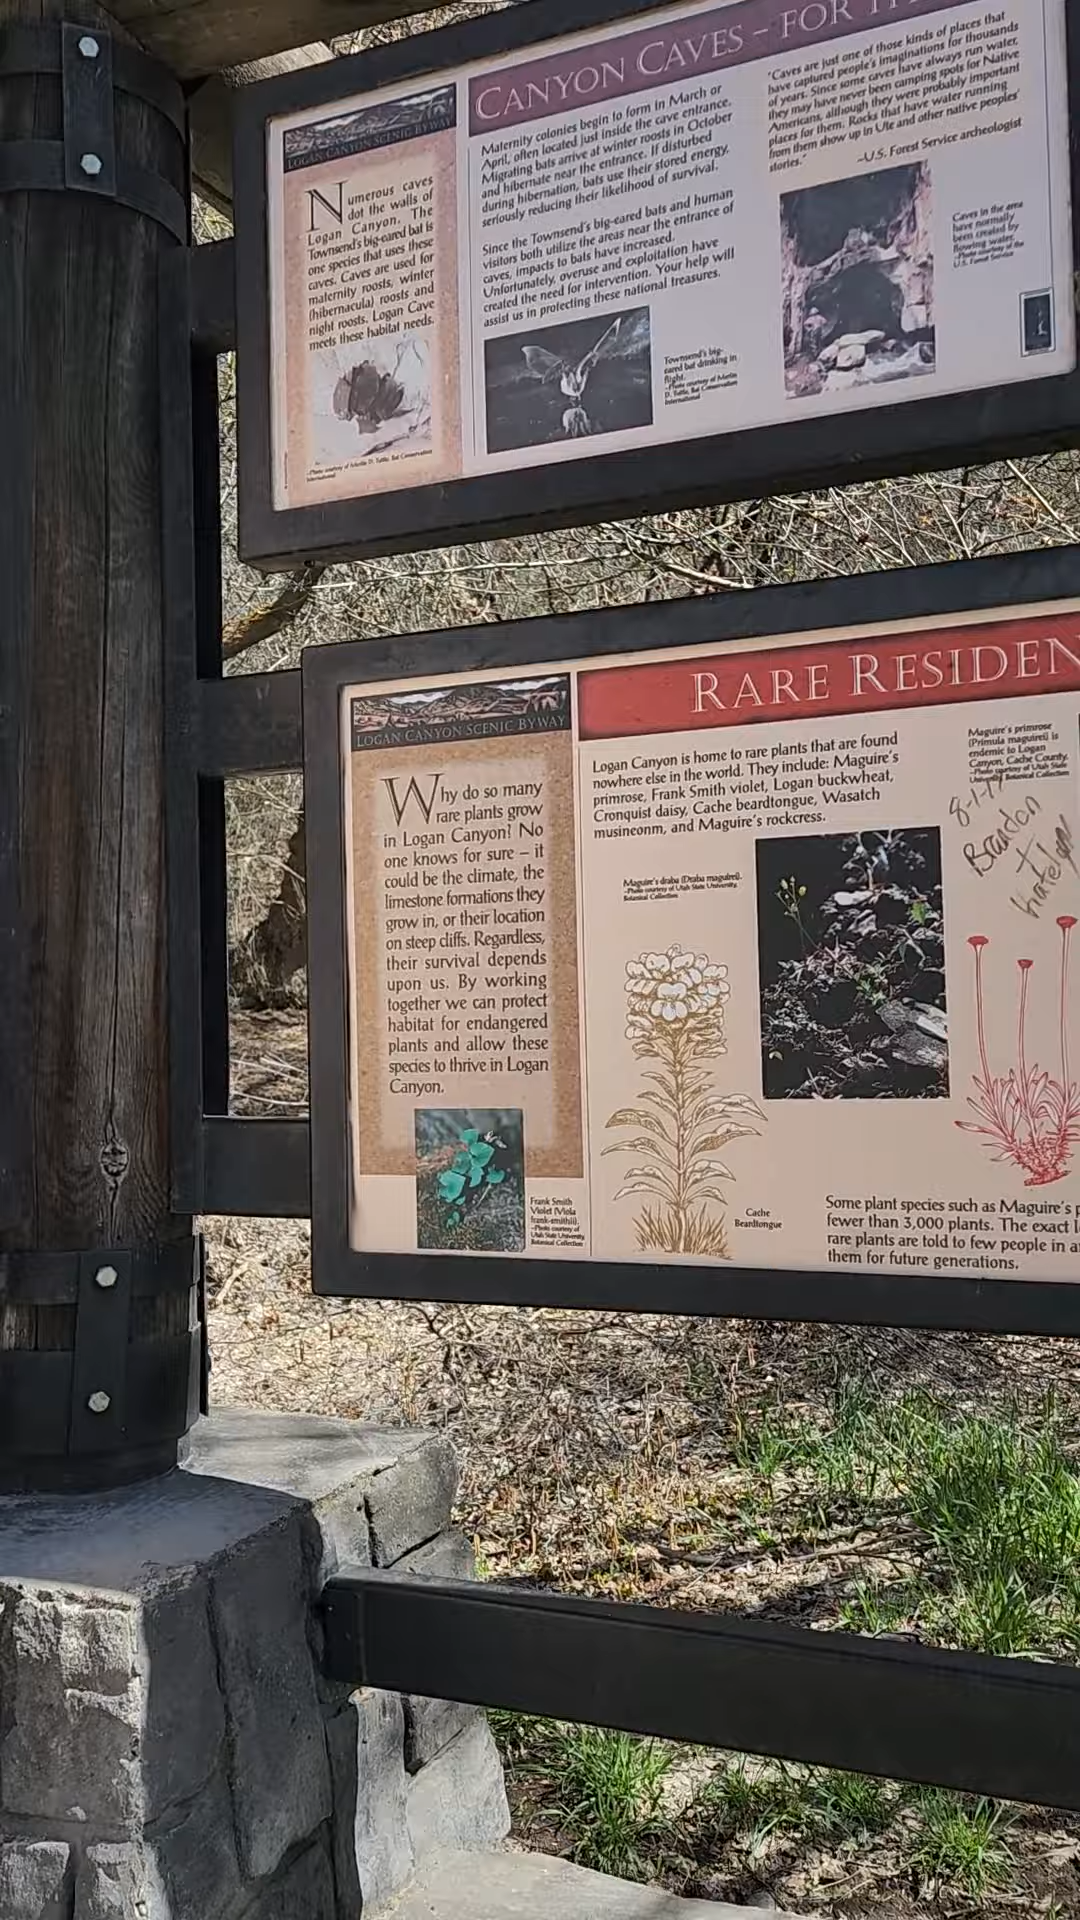 CANYON CAVES – FOR
LOGAN CANYON SCENIC BYWAY
Numerous caves
dot the walls of
Logan Canyon. The
Townsend's big-eared bat is
one species that uses these
caves. Caves are used for
maternity roosts, winter
(hibernacula) roosts and
night roosts. Logan Cave
meets these habitat needs.
–Photo courtesy of Merlin D. Tuttle, Bat Conservation
International
Maternity colonies begin to form in March or
April, often located just inside the cave entrance.
Migrating bats arrive at winter roosts in October
and hibernate near the entrance. If disturbed
during hibernation, bats use their stored energy,
seriously reducing their likelihood of survival.
Since the Townsend's big-eared bats and human
visitors both utilize the areas near the entrance of
caves, impacts to bats have increased.
Unfortunately, overuse and exploitation have
created the need for intervention. Your help will
assist us in protecting these national treasures.
Townsend's big-
eared bat drinking in
flight.
–Photo courtesy of Merlin
D. Tuttle, Bat Conservation
International
"Caves are just one of those kinds of places that
have captured people's imaginations for thousands
of years. Since some caves have always run water,
they may have never been camping spots for Native
Americans, although they were probably important
places for them. Rocks that have water running
from them show up in Ute and other native peoples'
stories."
–U.S. Forest Service archeologist
Caves in the area
have normally
been created by
flowing water.
–Photo courtesy of the
U.S. Forest Service
RARE RESIDEN
LOGAN CANYON SCENIC BYWAY
Why do so many
rare plants grow
in Logan Canyon? No
one knows for sure – it
could be the climate, the
limestone formations they
grow in, or their location
on steep cliffs. Regardless,
their survival depends
upon us. By working
together we can protect
habitat for endangered
plants and allow these
species to thrive in Logan
Canyon.
Frank Smith
Violet (Viola
frank-smithii).
–Photo courtesy of
Utah State University,
Botanical Collection
Logan Canyon is home to rare plants that are found
nowhere else in the world. They include: Maguire's
primrose, Frank Smith violet, Logan buckwheat,
Cronquist daisy, Cache beardtongue, Wasatch
musineonm, and Maguire's rockcress.
Maguire's draba (Draba maguirei).
–Photo courtesy of Utah State University,
Botanical Collection
Maguire's primrose
(Primula maguirei) is
endemic to Logan
Canyon, Cache County.
–Photo courtesy of Utah State
University, Botanical Collection
Brandon
+
Cache
Beardtongue
Some plant species such as Maguire's p
fewer than 3,000 plants. The exact l
rare plants are told to few people in a
them for future generations.